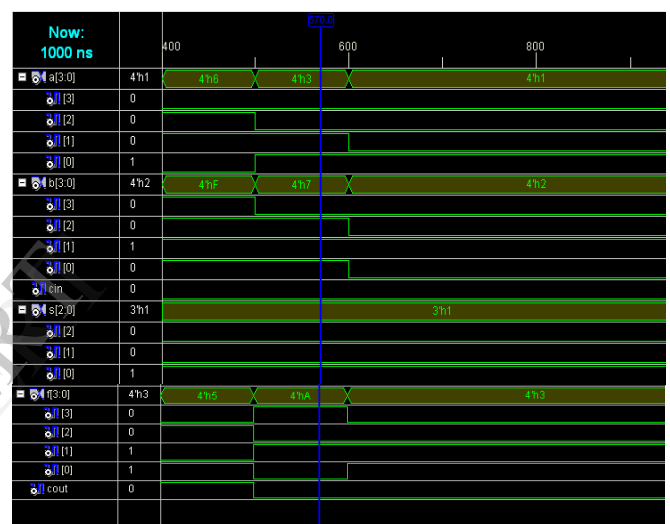 570.0
Now:
1000 ns
400 600 800
a[3:0] 4'h1 4'h6 4'h3 4'h1
[3] 0
[2] 0
[1] 0
[0] 1
b[3:0] 4'h2 4'hF 4'h7 4'h2
[3] 0
[2] 0
[1] 1
[0] 0
cin 0
s[2:0] 3'h1 3'h1
[2] 0
[1] 0
[0] 1
f[3:0] 4'h3 4'h5 4'hA 4'h3
[3] 0
[2] 0
[1] 1
[0] 1
cout 0